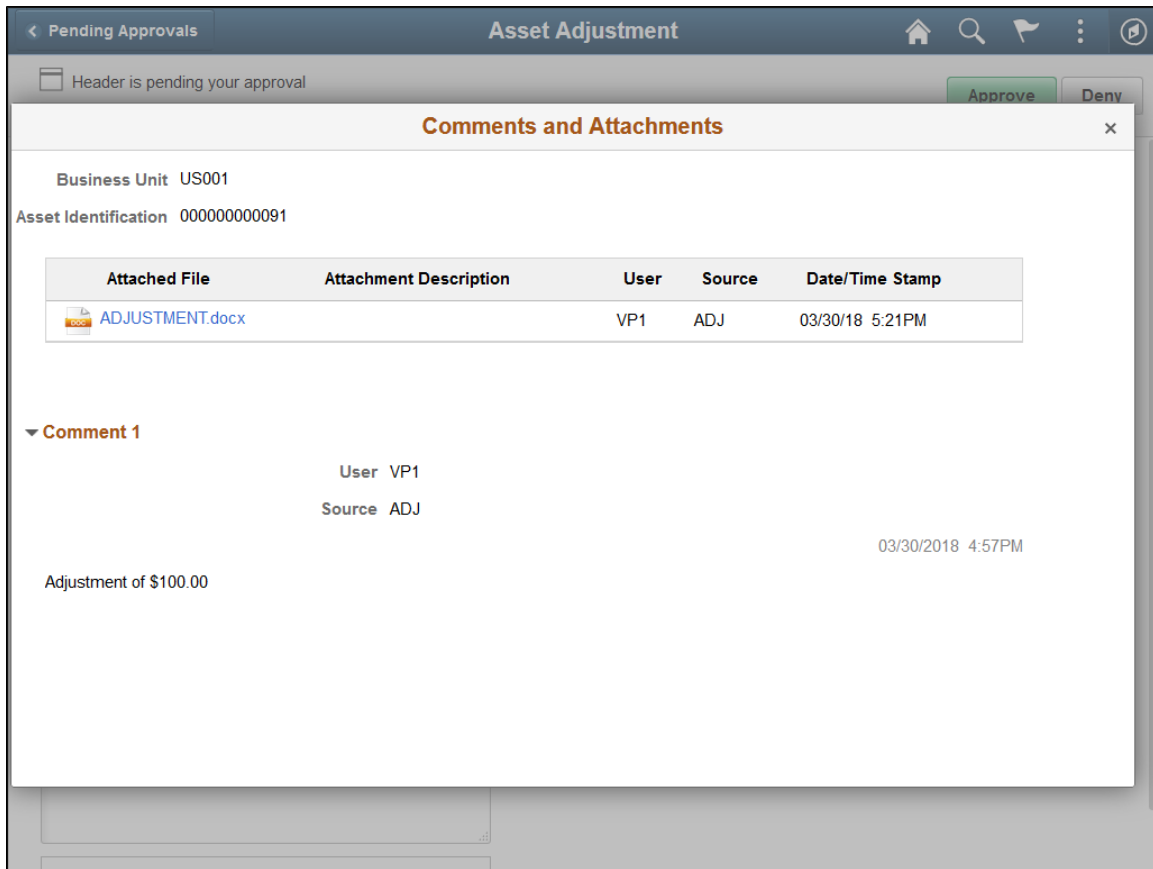 Pending Approvals
Asset Adjustment
Header is pending your approval
Approve
Deny
Comments and Attachments
×
Business Unit US001
Asset Identification 000000000091
Attached File Attachment Description User Source Date/Time Stamp
DOC ADJUSTMENT.docx VP1 ADJ 03/30/18 5:21PM
Comment 1
User VP1
Source ADJ
03/30/2018 4:57PM
Adjustment of $100.00